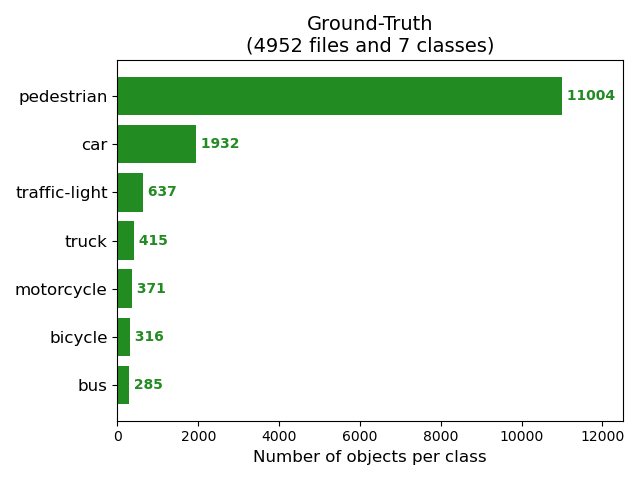 Ground-Truth
(4952 files and 7 classes)
pedestrian 11004
car 1932
traffic-light 637
truck 415
motorcycle 371
bicycle 316
bus 285
0 2000 4000 6000 8000 10000 12000
Number of objects per class